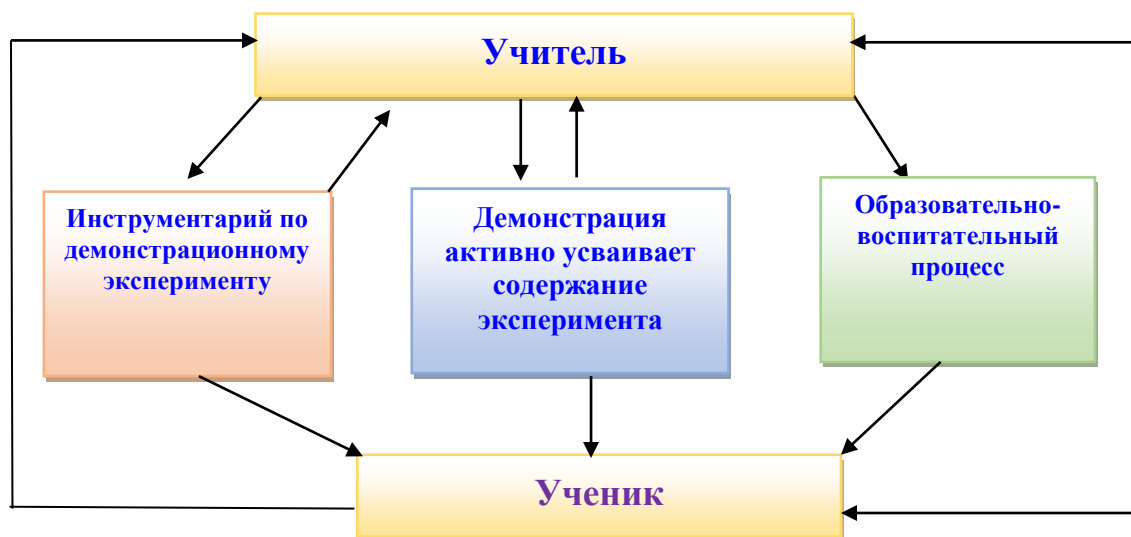 Учитель
Инструментарий по
демонстрационному
эксперименту
Демонстрация
активно усваивает
содержание
эксперимента
Образовательно-
воспитательный
процесс
Ученик